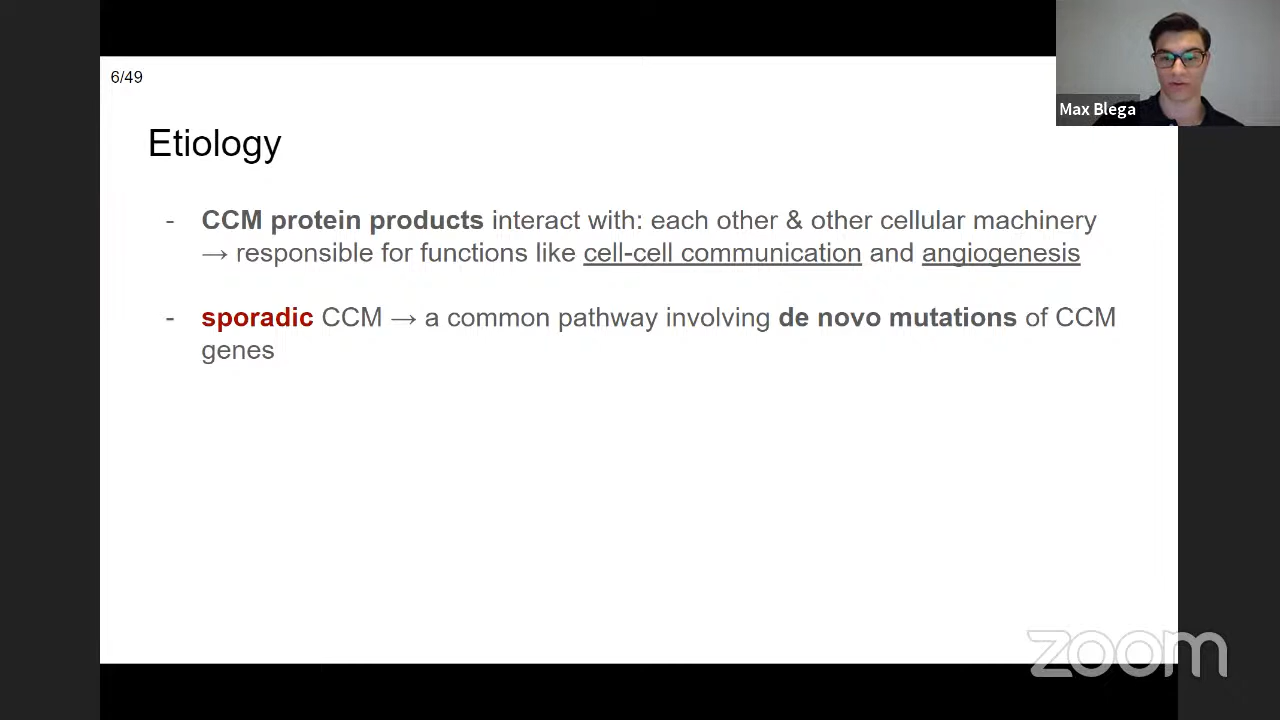 6/49
Max Blega
Etiology
- CCM protein products interact with: each other & other cellular machinery
→ responsible for functions like cell-cell communication and angiogenesis
- sporadic CCM → a common pathway involving de novo mutations of CCM
genes
zoom